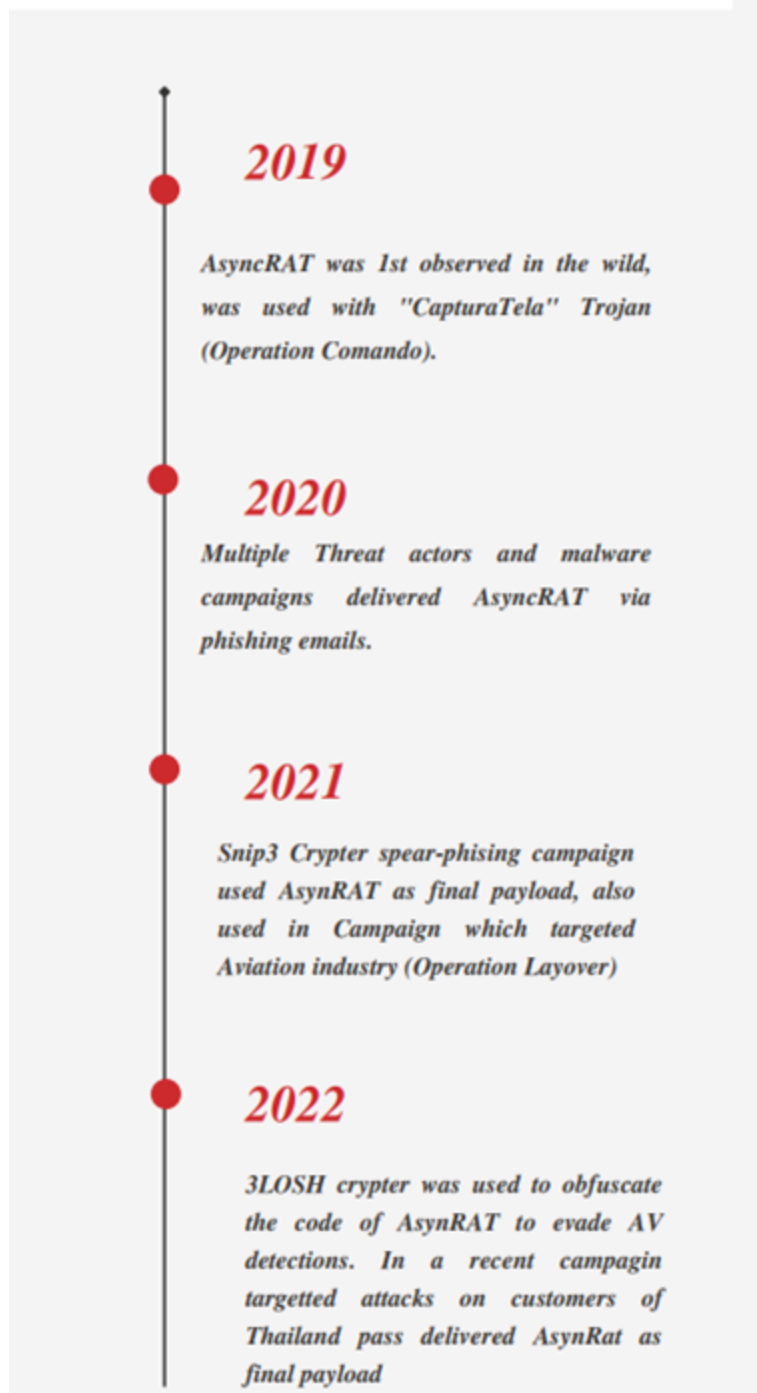 2019
AsyncRAT was 1st observed in the wild,
was used with "CapturaTela" Trojan
(Operation Comando).
2020
Multiple Threat actors and malware
campaigns delivered AsyncRAT via
phishing emails.
2021
Snip3 Crypter spear-phising campaign
used AsynRAT as final payload, also
used in Campaign which targeted
Aviation industry (Operation Layover)
2022
3LOSH crypter was used to obfuscate
the code of AsynRAT to evade AV
detections. In a recent campagin
targetted attacks on customers of
Thailand pass delivered AsynRat as
final payload